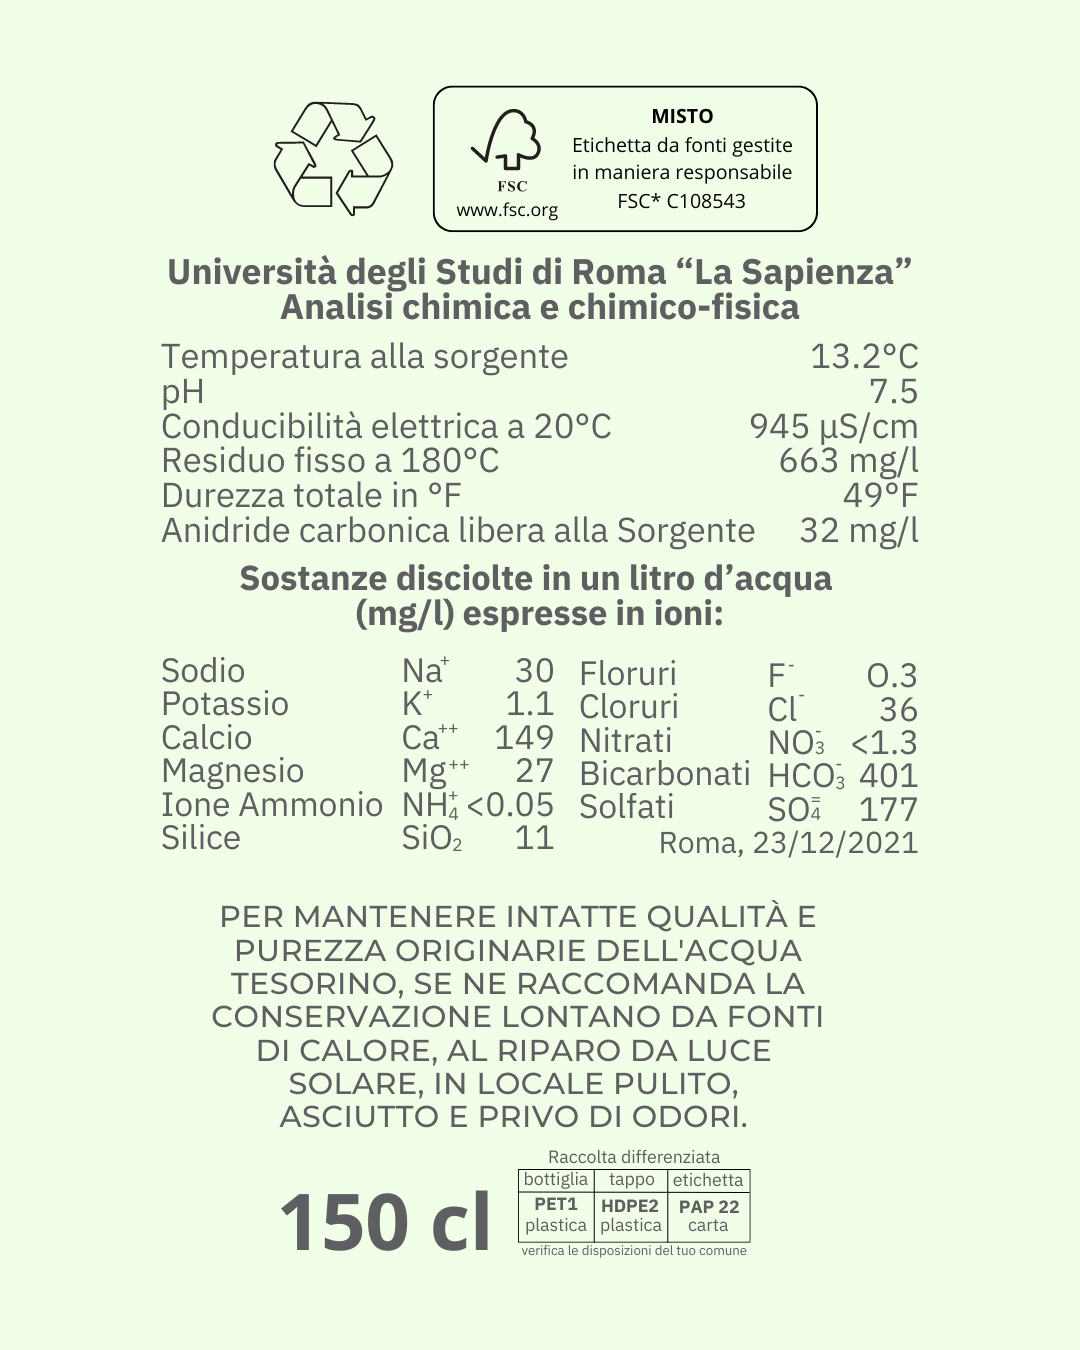 MISTO
Etichetta da fonti gestite
in maniera responsabile
FSC* C108543
FSC
www.fsc.org
Università degli Studi di Roma “La Sapienza”
Analisi chimica e chimico-fisica
Temperatura alla sorgente 13.2°C
pH 7.5
Conducibilità elettrica a 20°C 945 µS/cm
Residuo fisso a 180°C 663 mg/l
Durezza totale in °F 49°F
Anidride carbonica libera alla Sorgente 32 mg/l
Sostanze disciolte in un litro d’acqua
(mg/l) espresse in ioni:
Sodio Na⁺ 30
Potassio K⁺ 1.1
Calcio Ca⁺⁺ 149
Magnesio Mg⁺⁺ 27
Ione Ammonio NH₄⁺ <0.05
Silice SiO₂ 11
Floruri F⁻ O.3
Cloruri Cl⁻ 36
Nitrati NO₃⁻ <1.3
Bicarbonati HCO₃⁻ 401
Solfati SO₄⁼ 177
Roma, 23/12/2021
PER MANTENERE INTATTE QUALITÀ E
PUREZZA ORIGINARIE DELL'ACQUA
TESORINO, SE NE RACCOMANDA LA
CONSERVAZIONE LONTANO DA FONTI
DI CALORE, AL RIPARO DA LUCE
SOLARE, IN LOCALE PULITO,
ASCIUTTO E PRIVO DI ODORI.
150 cl
Raccolta differenziata
bottiglia tappo etichetta
PET1 HDPE2 PAP 22
plastica plastica carta
verifica le disposizioni del tuo comune